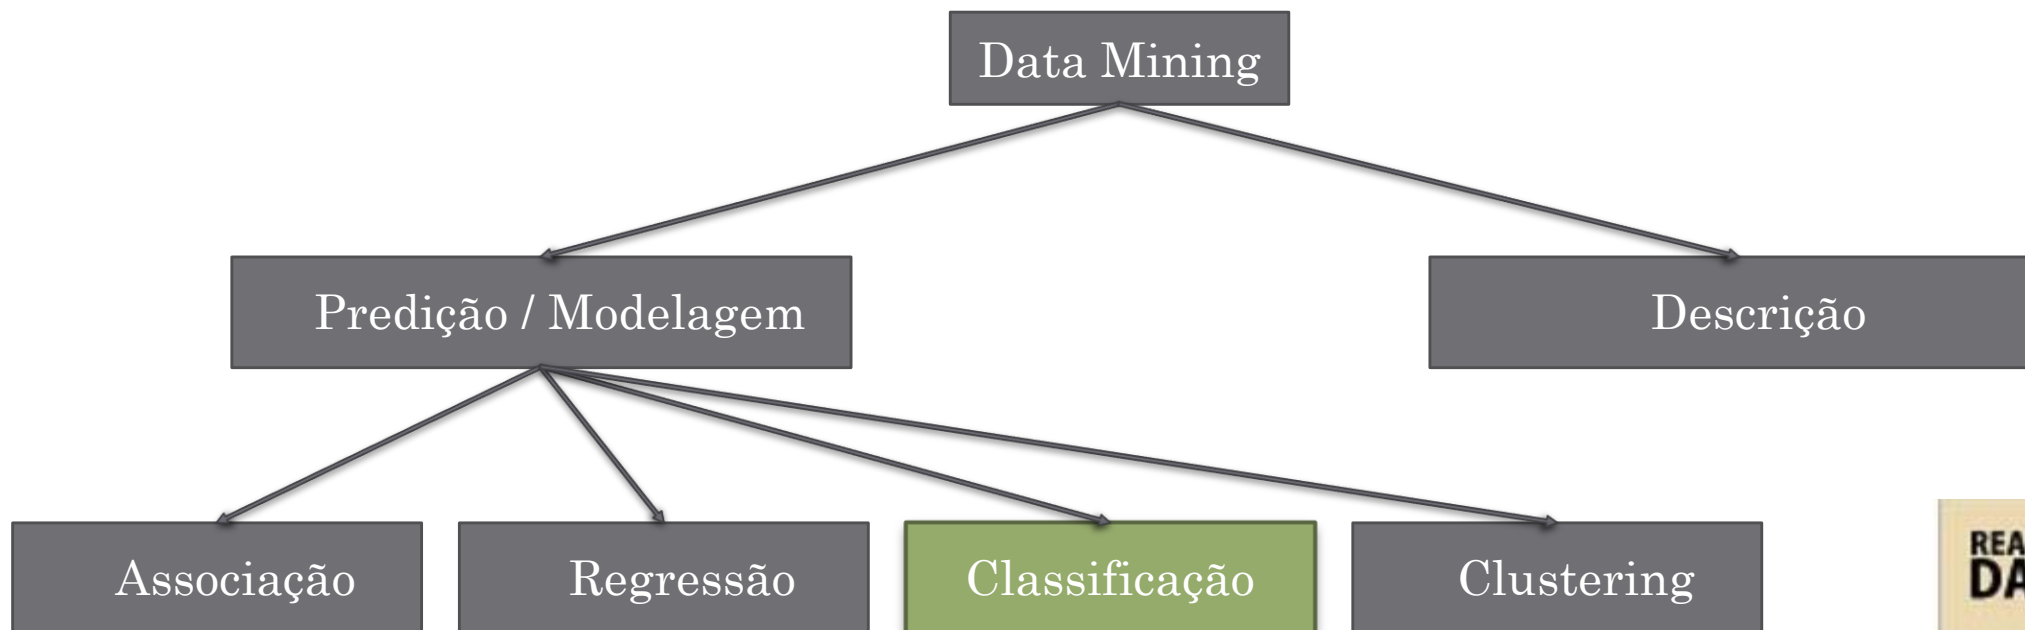 Data Mining
Predição / Modelagem
Descrição
Associação
Regressão
Classificação
Clustering